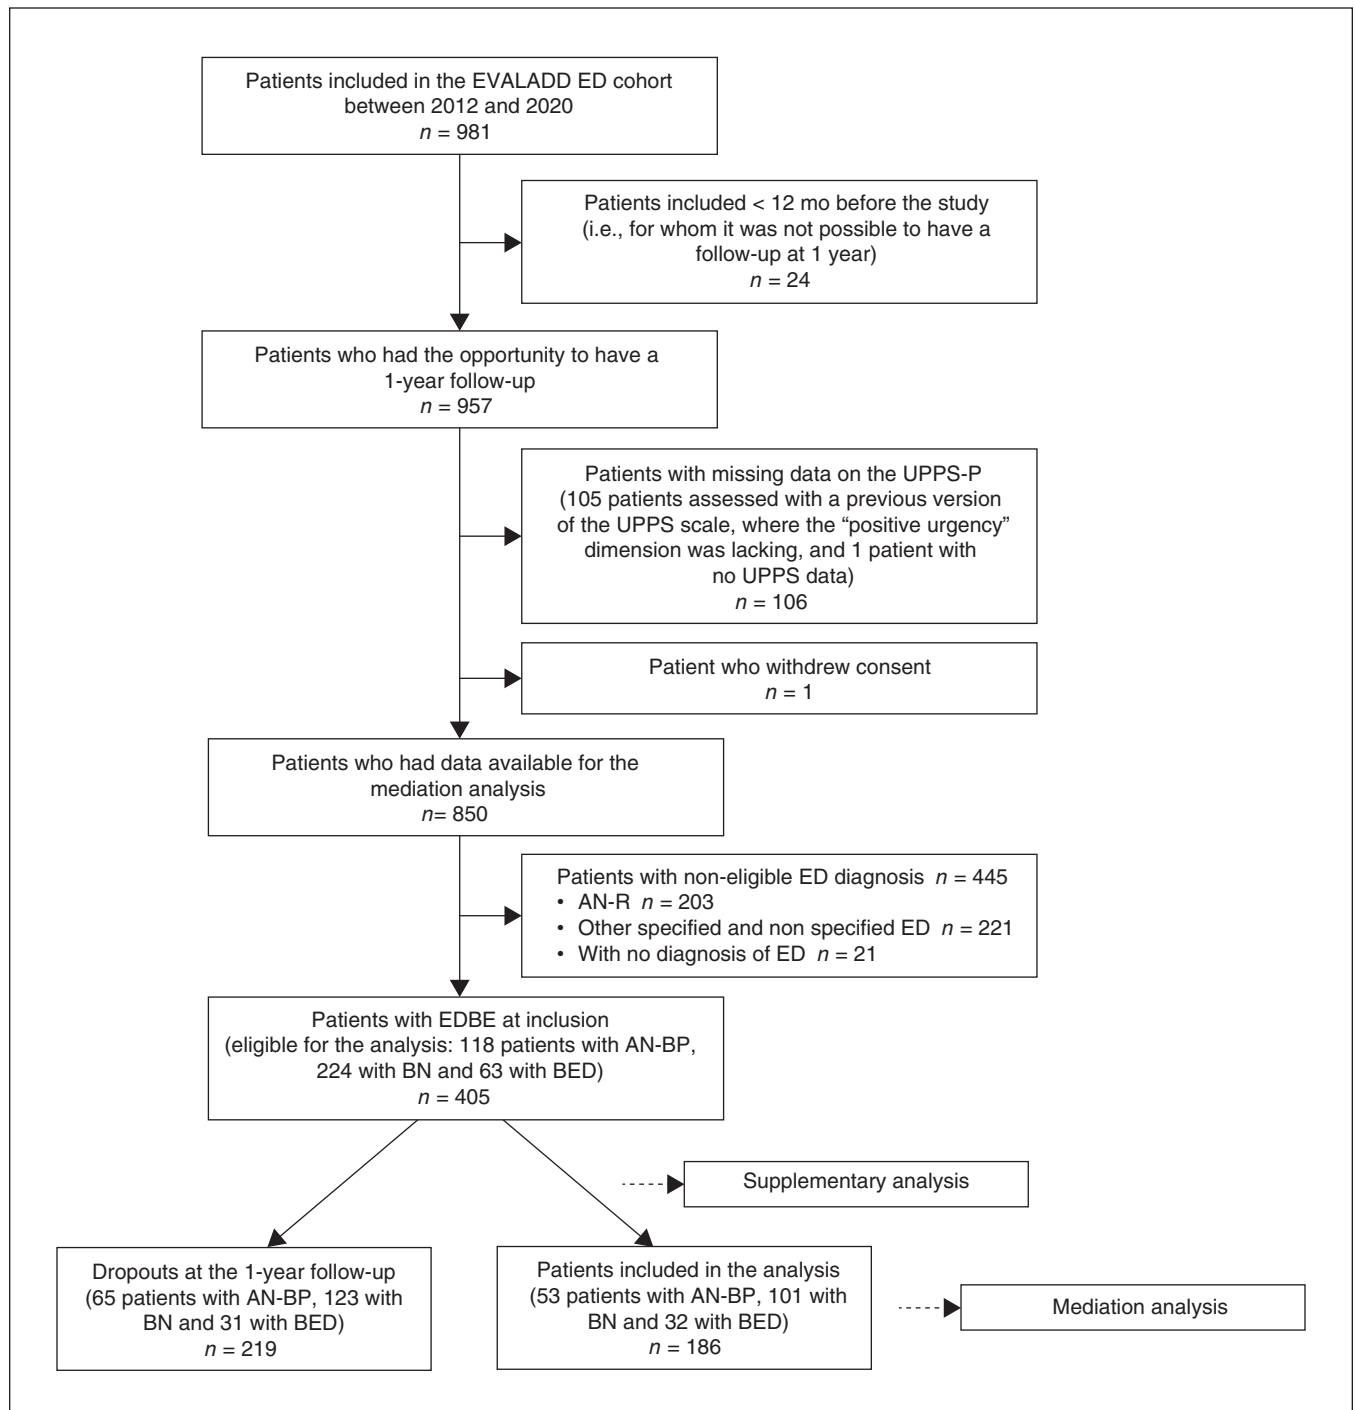 Patients included in the EVALADD ED cohort
between 2012 and 2020
n = 981
Patients included < 12 mo before the study
(i.e., for whom it was not possible to have a
follow-up at 1 year)
n = 24
Patients who had the opportunity to have a
1-year follow-up
n = 957
Patients with missing data on the UPPS-P
(105 patients assessed with a previous version
of the UPPS scale, where the “positive urgency”
dimension was lacking, and 1 patient with
no UPPS data)
n = 106
Patient who withdrew consent
n = 1
Patients who had data available for the
mediation analysis
n= 850
Patients with non-eligible ED diagnosis n = 445
• AN-R n = 203
• Other specified and non specified ED n = 221
• With no diagnosis of ED n = 21
Patients with EDBE at inclusion
(eligible for the analysis: 118 patients with AN-BP,
224 with BN and 63 with BED)
n = 405
Supplementary analysis
Dropouts at the 1-year follow-up
(65 patients with AN-BP, 123 with
BN and 31 with BED)
n = 219
Patients included in the analysis
(53 patients with AN-BP, 101 with
BN and 32 with BED)
n = 186
Mediation analysis